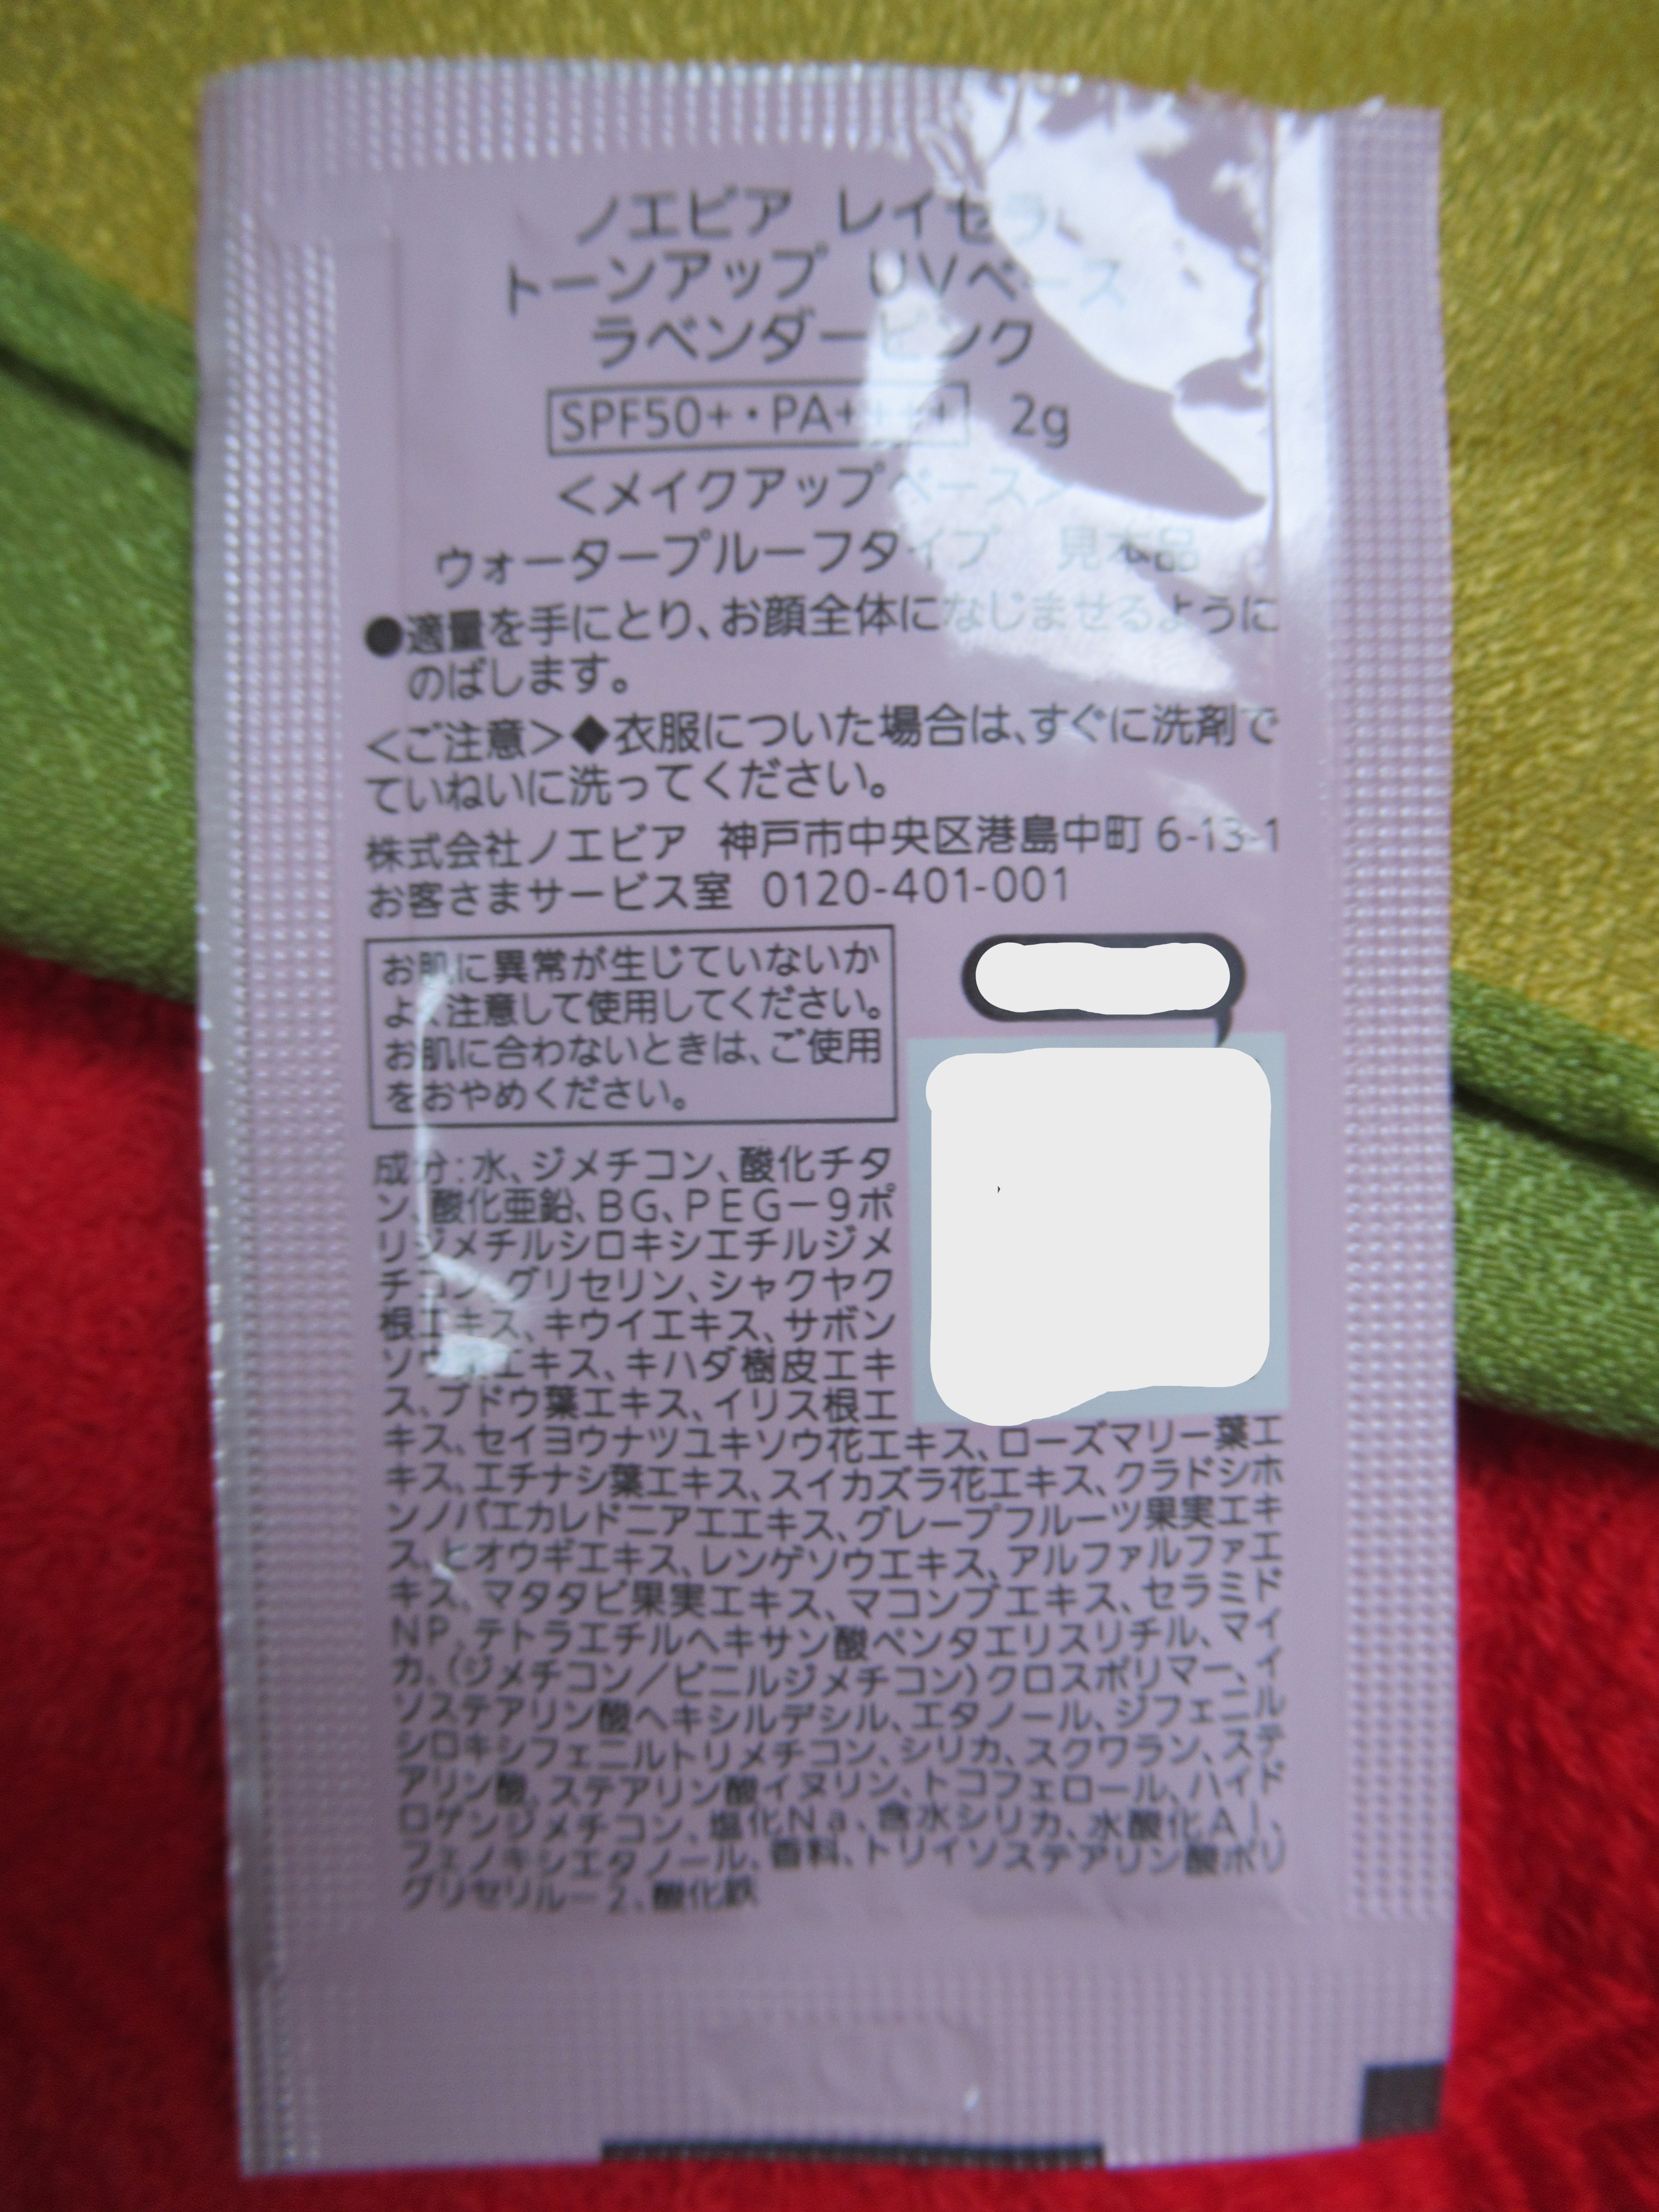 ノエビア レイセラ
トーンアップ UVベース
ラベンダーピンク
SPF50+・PA++++ 2g
＜メイクアップベース＞
ウォータープルーフタイプ 見本品
●適量を手にとり、お顔全体になじませるように
のばします。
＜ご注意＞◆衣服についた場合は、すぐに洗剤で
ていねいに洗ってください。
株式会社ノエビア 神戸市中央区港島中町 6-13-1
お客さまサービス室 0120-401-001
お肌に異常が生じていないか
よく注意して使用してください。
お肌に合わないときは、ご使用
をおやめください。
成分：水、ジメチコン、酸化チタ
ン、酸化亜鉛、BG、PEG－9ポ
リジメチルシロキシエチルジメ
チコン、グリセリン、シャクヤク
根エキス、キウイエキス、サボン
ソウ エキス、キハダ樹皮エキ
ス、ブドウ葉エキス、イリス根エ
キス、セイヨウナツユキソウ花エキス、ローズマリー葉エ
キス、エチナシ葉エキス、スイカズラ花エキス、クラドシホ
ンノバエカレドニアエエキス、グレープフルーツ果実エキ
ス、ヒオウギエキス、レンゲソウエキス、アルファルファエ
キス、マタタビ果実エキス、マコンブエキス、セラミド
NP、テトラエチルヘキサン酸ペンタエリスリチル、マイ
カ、（ジメチコン／ビニルジメチコン）クロスポリマー、イ
ソステアリン酸ヘキシルデシル、エタノール、ジフェニル
シロキシフェニルトリメチコン、シリカ、スクワラン、ステ
アリン酸、ステアリン酸イヌリン、トコフェロール、ハイド
ロゲンジメチコン、塩化Na、含水シリカ、水酸化Al、
フェノキシエタノール、香料、トリイソステアリン酸ポリ
グリセリル－2、酸化鉄